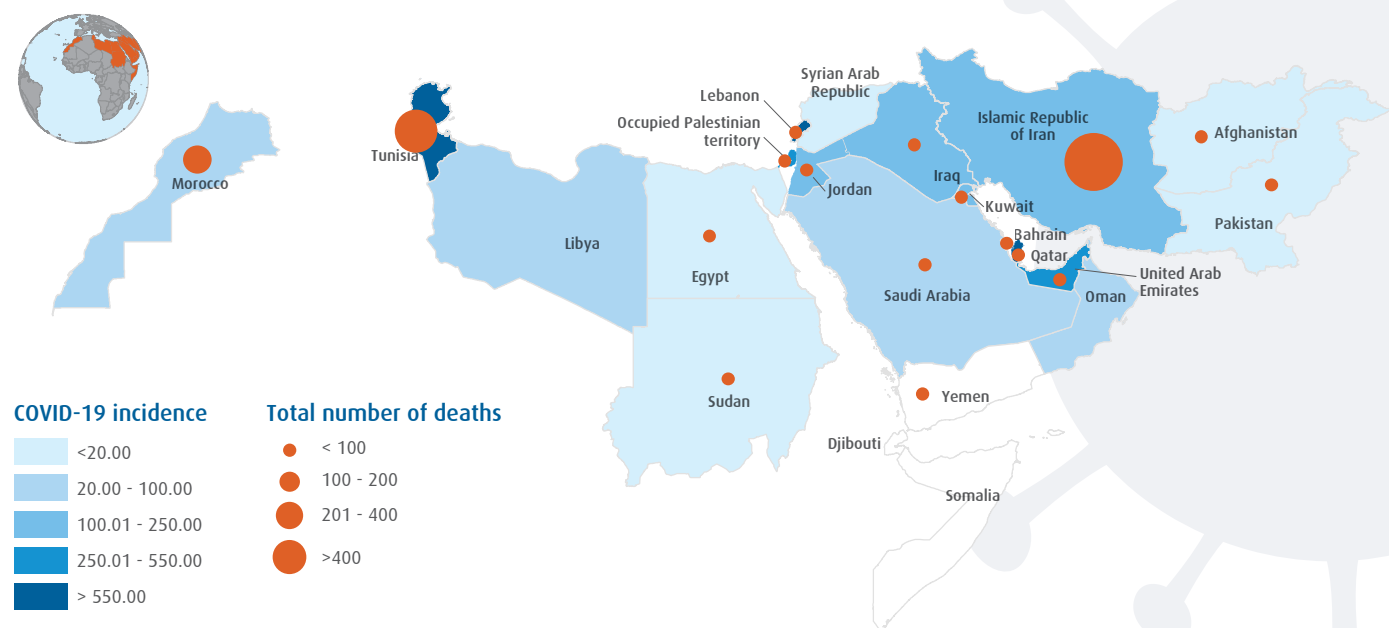 Syrian Arab
Republic
Lebanon
Occupied Palestinian
territory
Islamic Republic
of Iran
Afghanistan
Tunisia
Morocco
Iraq
Jordan
Kuwait
Pakistan
Libya
Bahrain
Qatar
Egypt
United Arab
Emirates
Saudi Arabia
Oman
Sudan
Yemen
Djibouti
Somalia
COVID-19 incidence
<20.00
20.00 - 100.00
100.01 - 250.00
250.01 - 550.00
> 550.00
Total number of deaths
< 100
100 - 200
201 - 400
>400